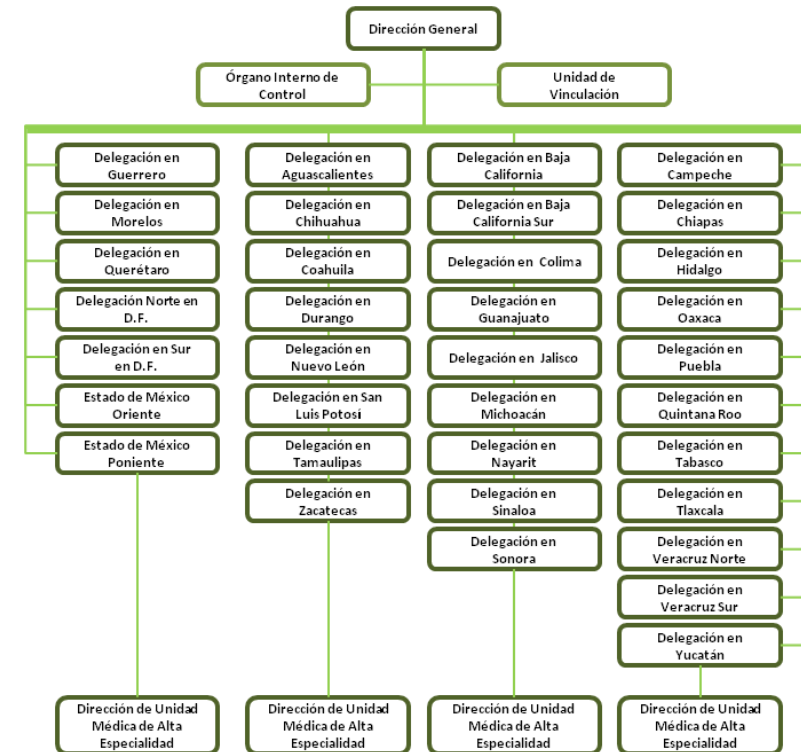 Dirección General
Órgano Interno de
Control
Unidad de
Vinculación
Delegación en
Guerrero
Delegación en
Morelos
Delegación en
Querétaro
Delegación Norte en
D.F.
Delegación en Sur
en D.F.
Estado de México
Oriente
Estado de México
Poniente
Dirección de Unidad
Médica de Alta
Especialidad
Delegación en
Aguascalientes
Delegación en
Chihuahua
Delegación en
Coahuila
Delegación en
Durango
Delegación en
Nuevo León
Delegación en San
Luis Potosí
Delegación en
Tamaulipas
Delegación en
Zacatecas
Dirección de Unidad
Médica de Alta
Especialidad
Delegación en Baja
California
Delegación en Baja
California Sur
Delegación en Colima
Delegación en
Guanajuato
Delegación en Jalisco
Delegación en
Michoacán
Delegación en
Nayarit
Delegación en
Sinaloa
Delegación en
Sonora
Dirección de Unidad
Médica de Alta
Especialidad
Delegación en
Campeche
Delegación en
Chiapas
Delegación en
Hidalgo
Delegación en
Oaxaca
Delegación en
Puebla
Delegación en
Quintana Roo
Delegación en
Tabasco
Delegación en
Tlaxcala
Delegación en
Veracruz Norte
Delegación en
Veracruz Sur
Delegación en
Yucatán
Dirección de Unidad
Médica de Alta
Especialidad